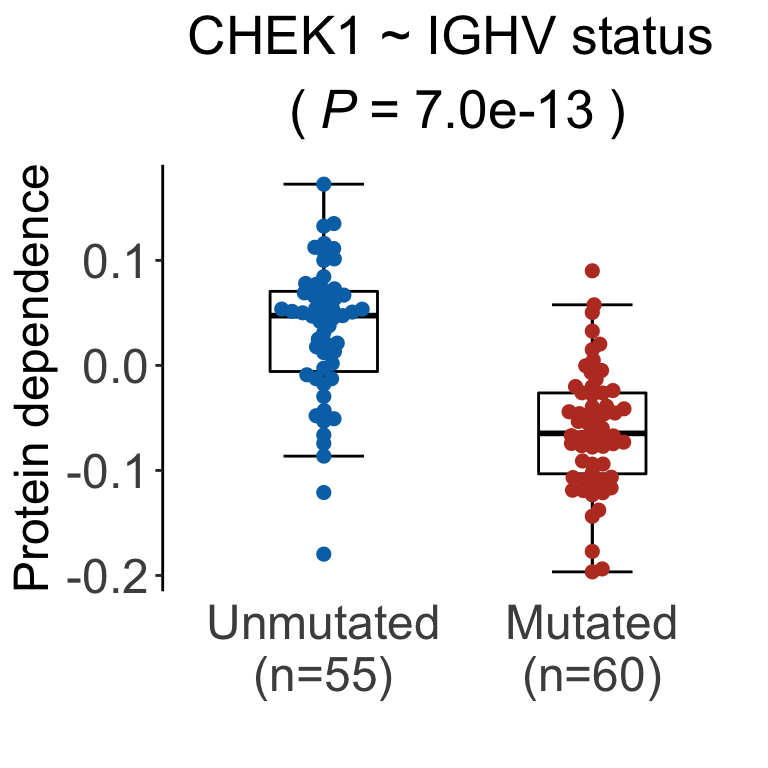 CHEK1 ~ IGHV status
( P = 7.0e-13 )
Protein dependence
0.1
0.0
-0.1
-0.2
Unmutated
(n=55)
Mutated
(n=60)